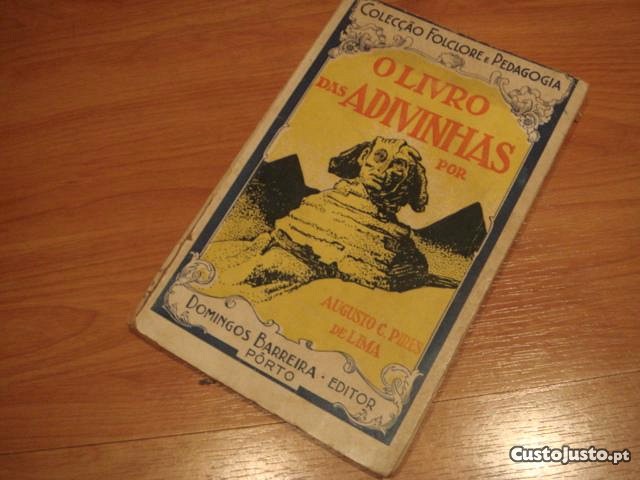 COLECÇÃO FOLCLORE E PEDAGOGIA
O LIVRO
DAS ADIVINHAS
POR
AUGUSTO C. PIRES
DE LIMA
DOMINGOS BARREIRA · EDITOR
PÔRTO
CustoJusto.pt